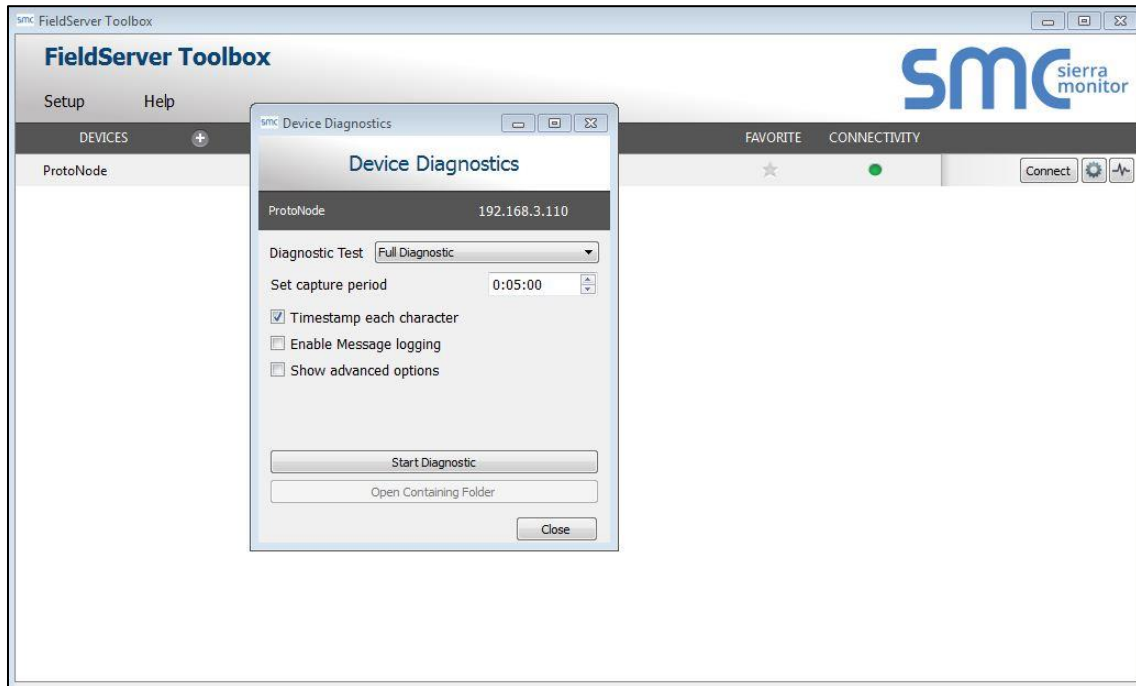 smc FieldServer Toolbox
FieldServer Toolbox
smc sierra monitor
Setup Help
DEVICES FAVORITE CONNECTIVITY
ProtoNode Connect
smc Device Diagnostics
Device Diagnostics
ProtoNode 192.168.3.110
Diagnostic Test Full Diagnostic
Set capture period 0:05:00
Timestamp each character
Enable Message logging
Show advanced options
Start Diagnostic
Open Containing Folder
Close